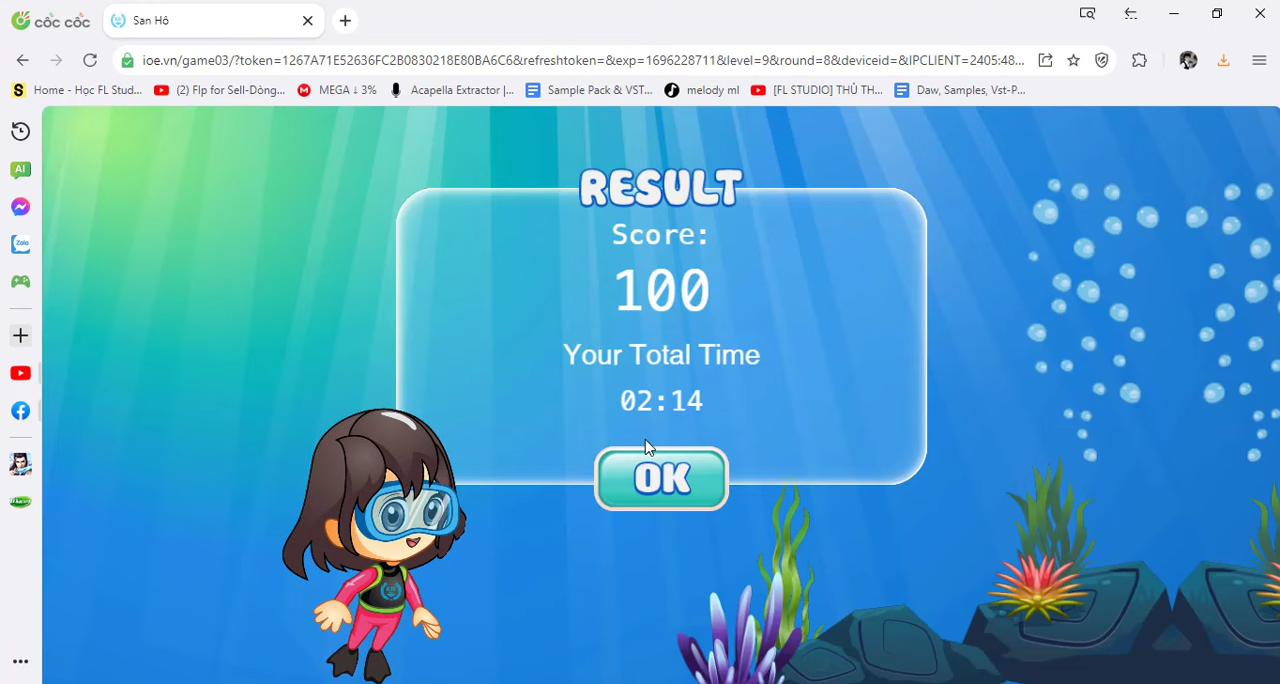 cốc cốc
San Hô
ioe.vn/game03/?token=1267A71E52636FC2B0830218E80BA6C6&refreshtoken=&exp=1696228711&level=9&round=8&deviceid=&IPCLIENT=2405:48...
S Home - Học FL Stud... (2) Flp for Sell-Dòng... M MEGA ↓ 3% Acapella Extractor |... Sample Pack & VST... melody ml [FL STUDIO] THỦ TH... Daw, Samples, Vst-P...
AI
Zalo
RESULT
Score:
100
Your Total Time
02:14
OK